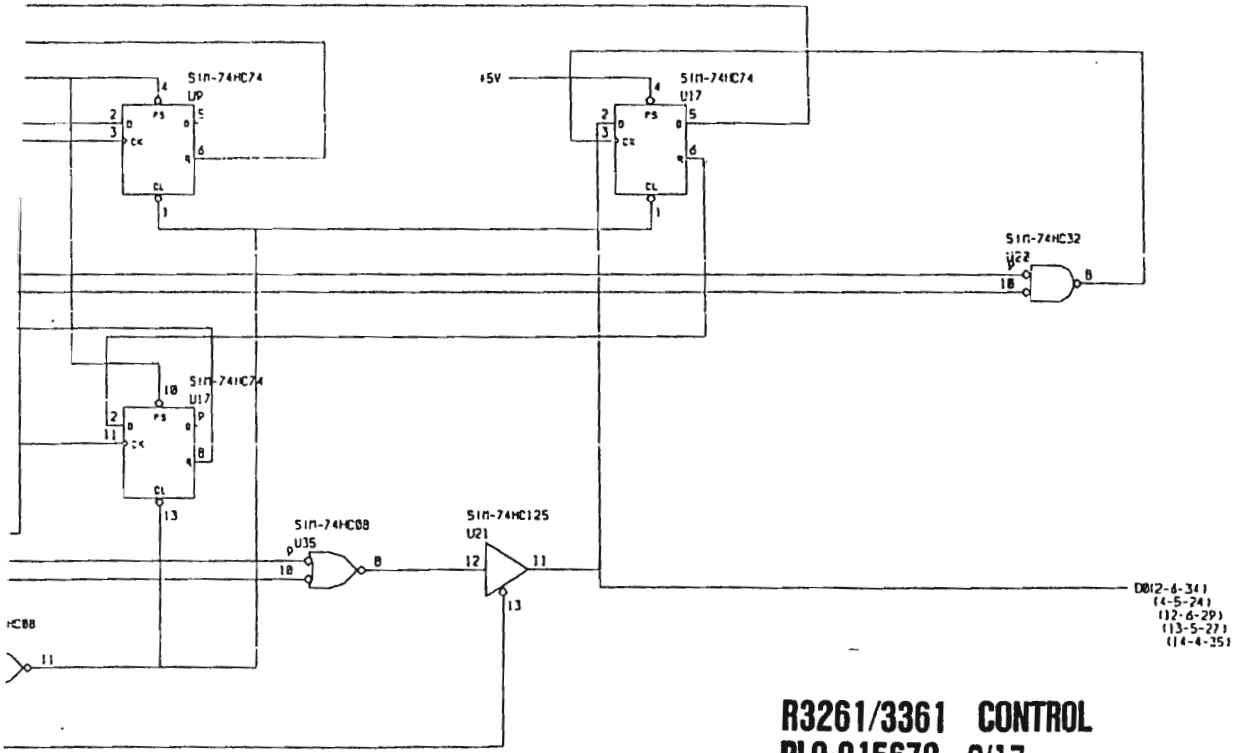 SIM-74HC74
U9
4
PS
2
D
5
3
CK
6
CL
1
+5V
SIM-74HC74
U17
4
PS
2
D
5
3
CK
6
CL
1
SIM-74HC32
U22
10
8
SIM-74HC74
U17
10
PS
2
D
11
CK
8
CL
13
SIM-74HC08
U35
10
8
SIM-74HC125
U21
12
11
13
HC08
11
D0(2-6-34)
(4-5-24)
(12-6-29)
(13-5-27)
(14-4-35)
R3261/3361 CONTROL